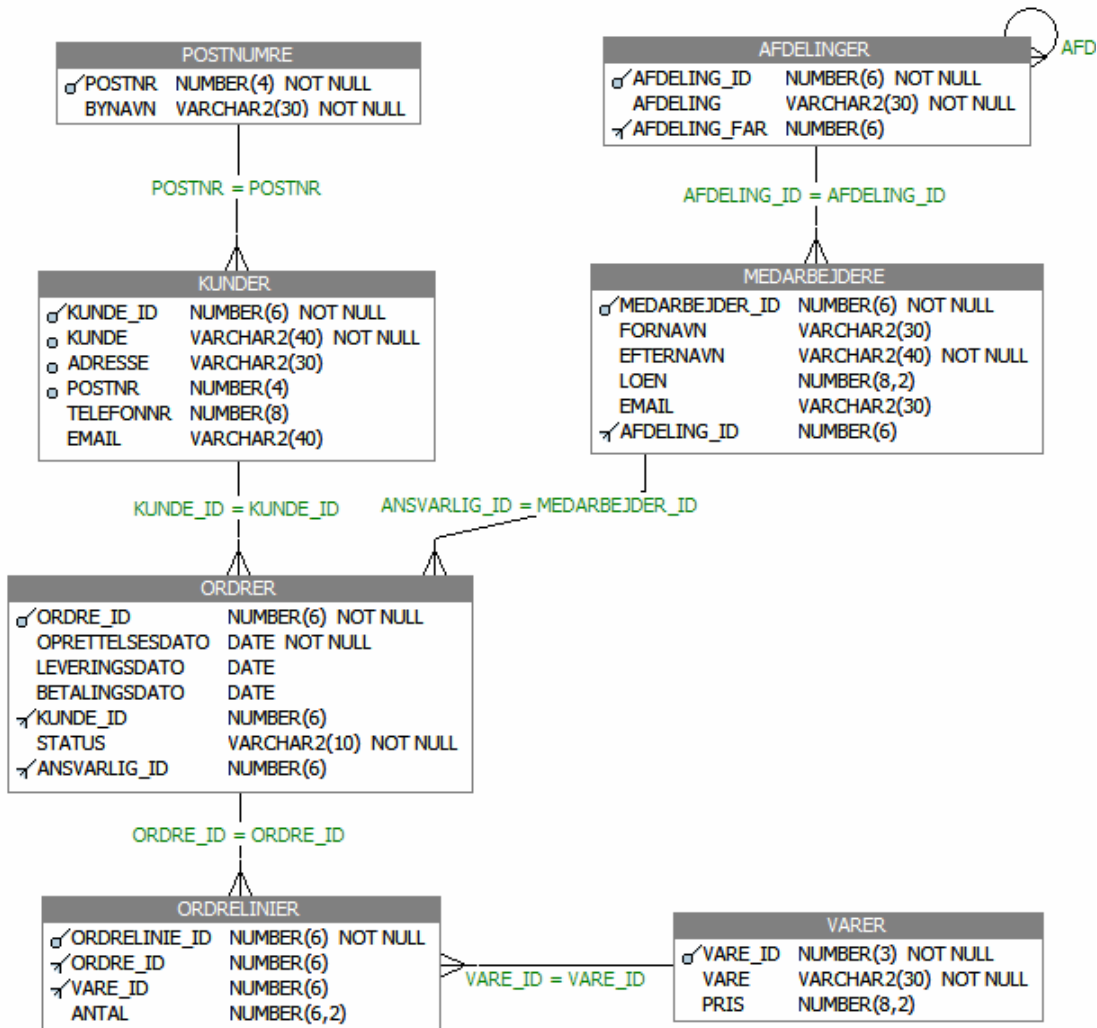 POSTNUMRE
POSTNR NUMBER(4) NOT NULL
BYNAVN VARCHAR2(30) NOT NULL
AFDELINGER
AFDELING_ID NUMBER(6) NOT NULL
AFDELING VARCHAR2(30) NOT NULL
AFDELING_FAR NUMBER(6)
AFD
POSTNR = POSTNR
AFDELING_ID = AFDELING_ID
KUNDER
KUNDE_ID NUMBER(6) NOT NULL
KUNDE VARCHAR2(40) NOT NULL
ADRESSE VARCHAR2(30)
POSTNR NUMBER(4)
TELEFONNR NUMBER(8)
EMAIL VARCHAR2(40)
MEDARBEJDERE
MEDARBEJDER_ID NUMBER(6) NOT NULL
FORNAVN VARCHAR2(30)
EFTERNAVN VARCHAR2(40) NOT NULL
LOEN NUMBER(8,2)
EMAIL VARCHAR2(30)
AFDELING_ID NUMBER(6)
KUNDE_ID = KUNDE_ID
ANSVARLIG_ID = MEDARBEJDER_ID
ORDRER
ORDRE_ID NUMBER(6) NOT NULL
OPRETTELSESDATO DATE NOT NULL
LEVERINGSDATO DATE
BETALINGSDATO DATE
KUNDE_ID NUMBER(6)
STATUS VARCHAR2(10) NOT NULL
ANSVARLIG_ID NUMBER(6)
ORDRE_ID = ORDRE_ID
ORDRELINIER
ORDRELINIE_ID NUMBER(6) NOT NULL
ORDRE_ID NUMBER(6)
VARE_ID NUMBER(6)
ANTAL NUMBER(6,2)
VARE_ID = VARE_ID
VARER
VARE_ID NUMBER(3) NOT NULL
VARE VARCHAR2(30) NOT NULL
PRIS NUMBER(8,2)